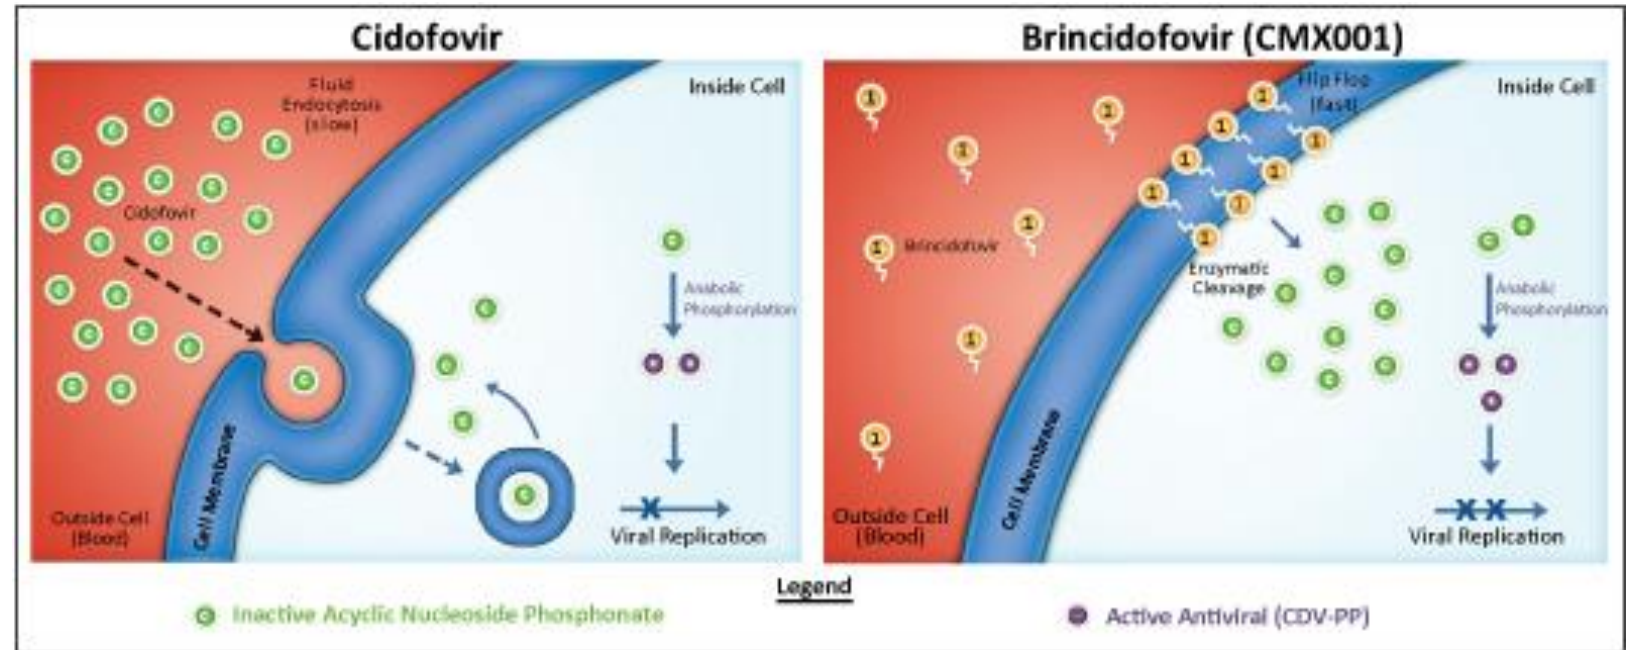 Cidofovir
Fluid
Endocytosis
(slow)
Inside Cell
Cidofovir
Anabolic
Phosphorylation
Cell Membrane
Outside Cell
(Blood)
Viral Replication
Brincidofovir (CMX001)
Flip Flop
(fast)
Inside Cell
Brincidofovir
Enzymatic
Cleavage
Anabolic
Phosphorylation
Cell Membrane
Outside Cell
(Blood)
Viral Replication
Legend
Inactive Acyclic Nucleoside Phosphonate
Active Antiviral (CDV-PP)